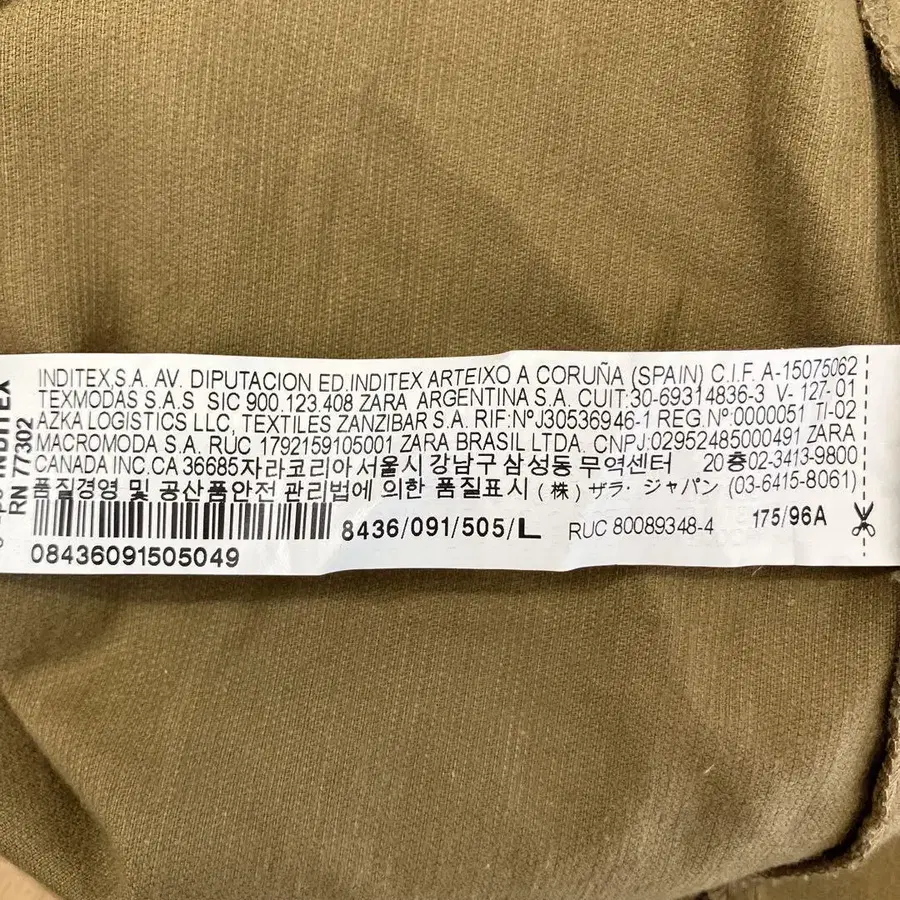 INDITEX,S.A. AV. DIPUTACION ED.INDITEX ARTEIXO A CORUÑA (SPAIN) C.I.F. A-15075062
TEXMODAS S.A.S SIC 900.123.408 ZARA ARGENTINA S.A. CUIT:30-69314836-3 V-127-01
AZKA LOGISTICS LLC, TEXTILES ZANZIBAR S.A. RIF:NºJ30536946-1 REG.Nº:0000051 TI-02
MACROMODA S.A. RUC 1792159105001 ZARA BRASIL LTDA. CNPJ:02952485000491 ZARA
CANADA INC.CA 36685자라코리아 서울시 강남구 삼성동 무역센터 20층02-3413-9800
품질경영 및 공산품안전 관리법에 의한 품질표시 (株) ザラ・ジャパン (03-6415-8061)
8436/091/505/L RUC 80089348-4 175/96A
08436091505049
INDITEX
RN 77302